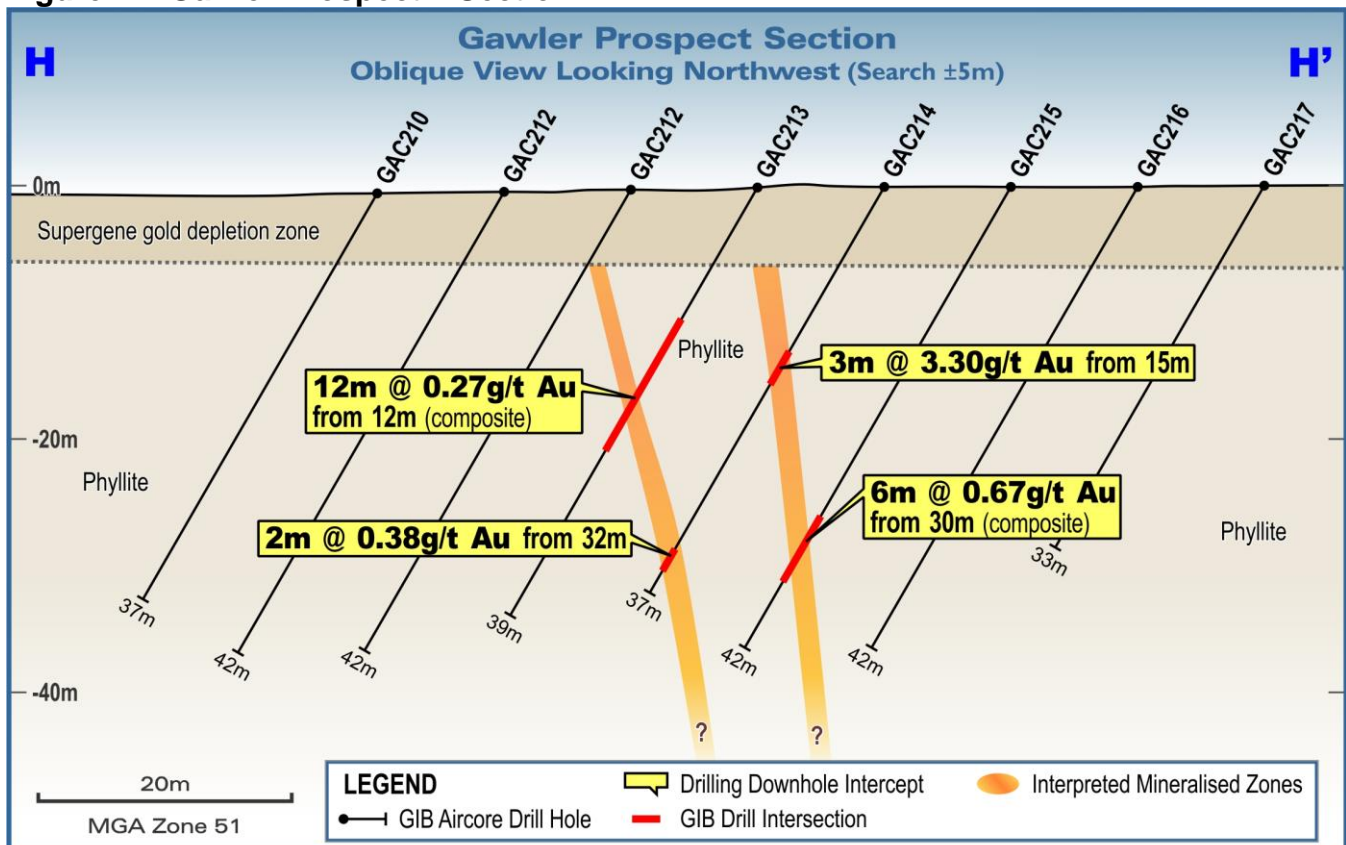 Gawler Prospect Section
Oblique View Looking Northwest (Search ±5m)
H
H'
GAC210
GAC212
GAC212
GAC213
GAC214
GAC215
GAC216
GAC217
0m
Supergene gold depletion zone
Phyllite
12m @ 0.27g/t Au
from 12m (composite)
3m @ 3.30g/t Au from 15m
-20m
Phyllite
6m @ 0.67g/t Au
from 30m (composite)
2m @ 0.38g/t Au from 32m
Phyllite
33m
37m
37m
39m
42m
42m
42m
42m
-40m
?
?
20m
MGA Zone 51
LEGEND
Drilling Downhole Intercept
Interpreted Mineralised Zones
GIB Aircore Drill Hole
GIB Drill Intersection